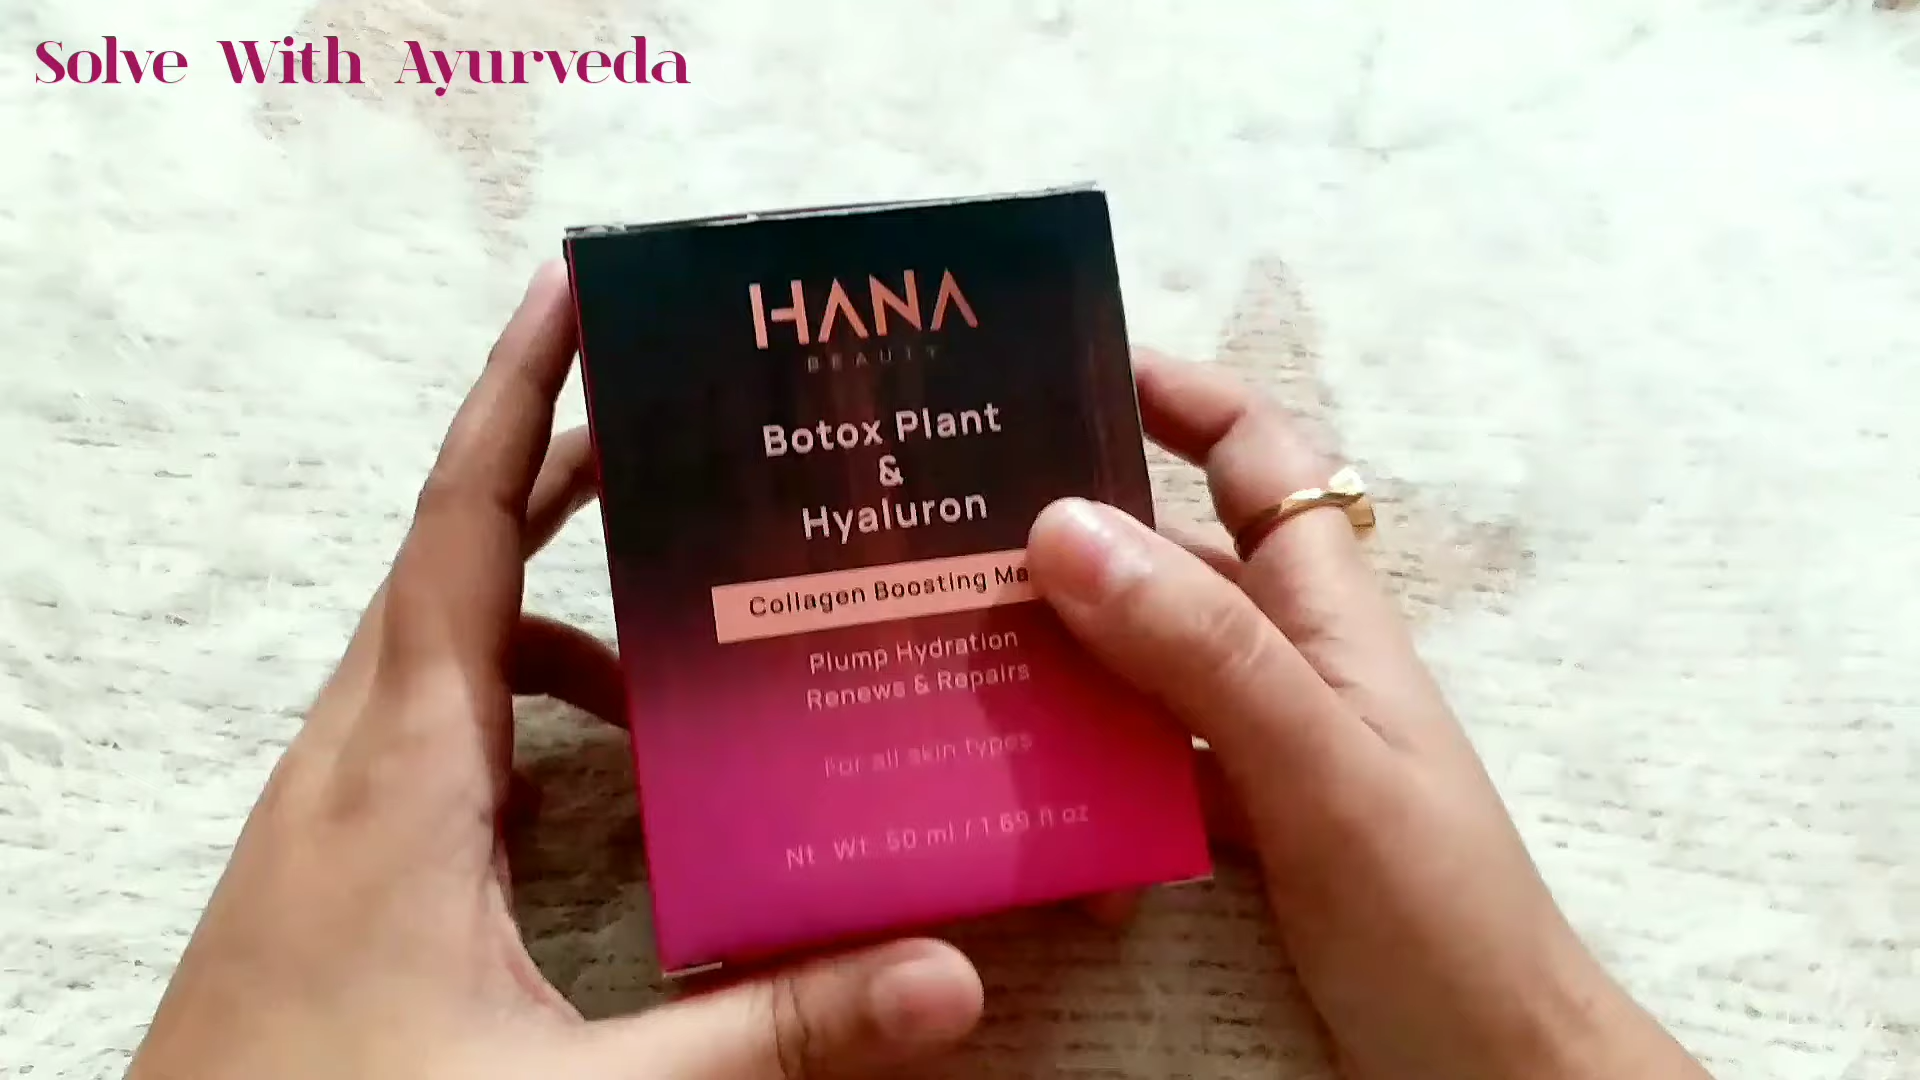 Solve With Ayurveda
HANA
BEAUTY
Botox Plant
&
Hyaluron
Collagen Boosting Ma
Plump Hydration
Renews & Repairs
For all skin types
Nt. Wt. 50 ml / 1.69 fl oz